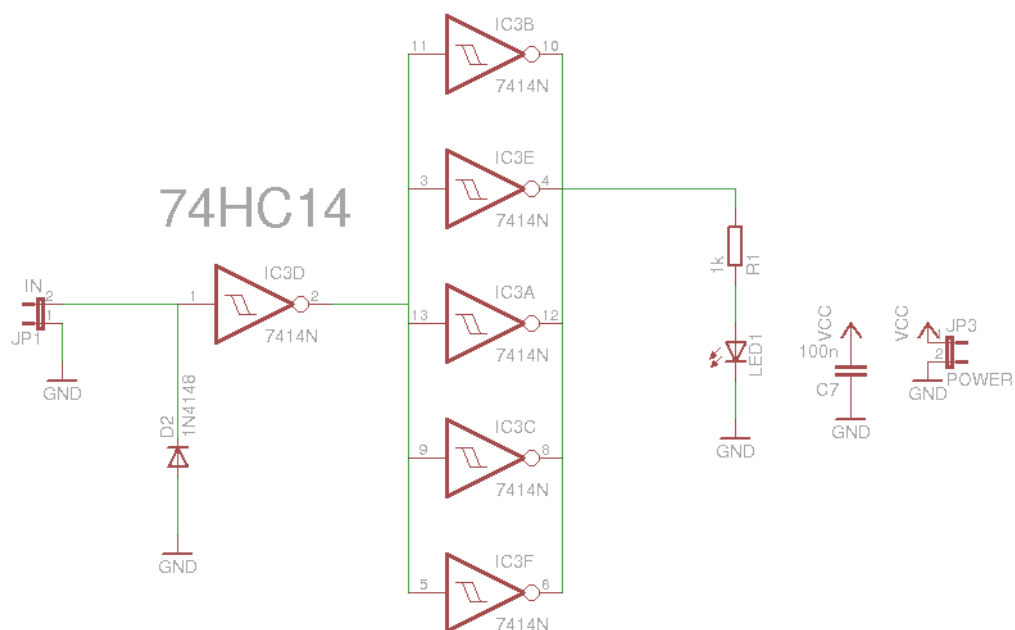 IC3B
11
10
7414N
IC3E
3
4
7414N
74HC14
IC3D
1
2
7414N
IN
2
1
JP1
GND
D2
1N4148
GND
IC3A
13
12
7414N
IC3C
9
8
7414N
IC3F
5
6
7414N
1k
R1
LED1
GND
VCC
100n
C7
GND
VCC
JP3
1
2
POWER
GND